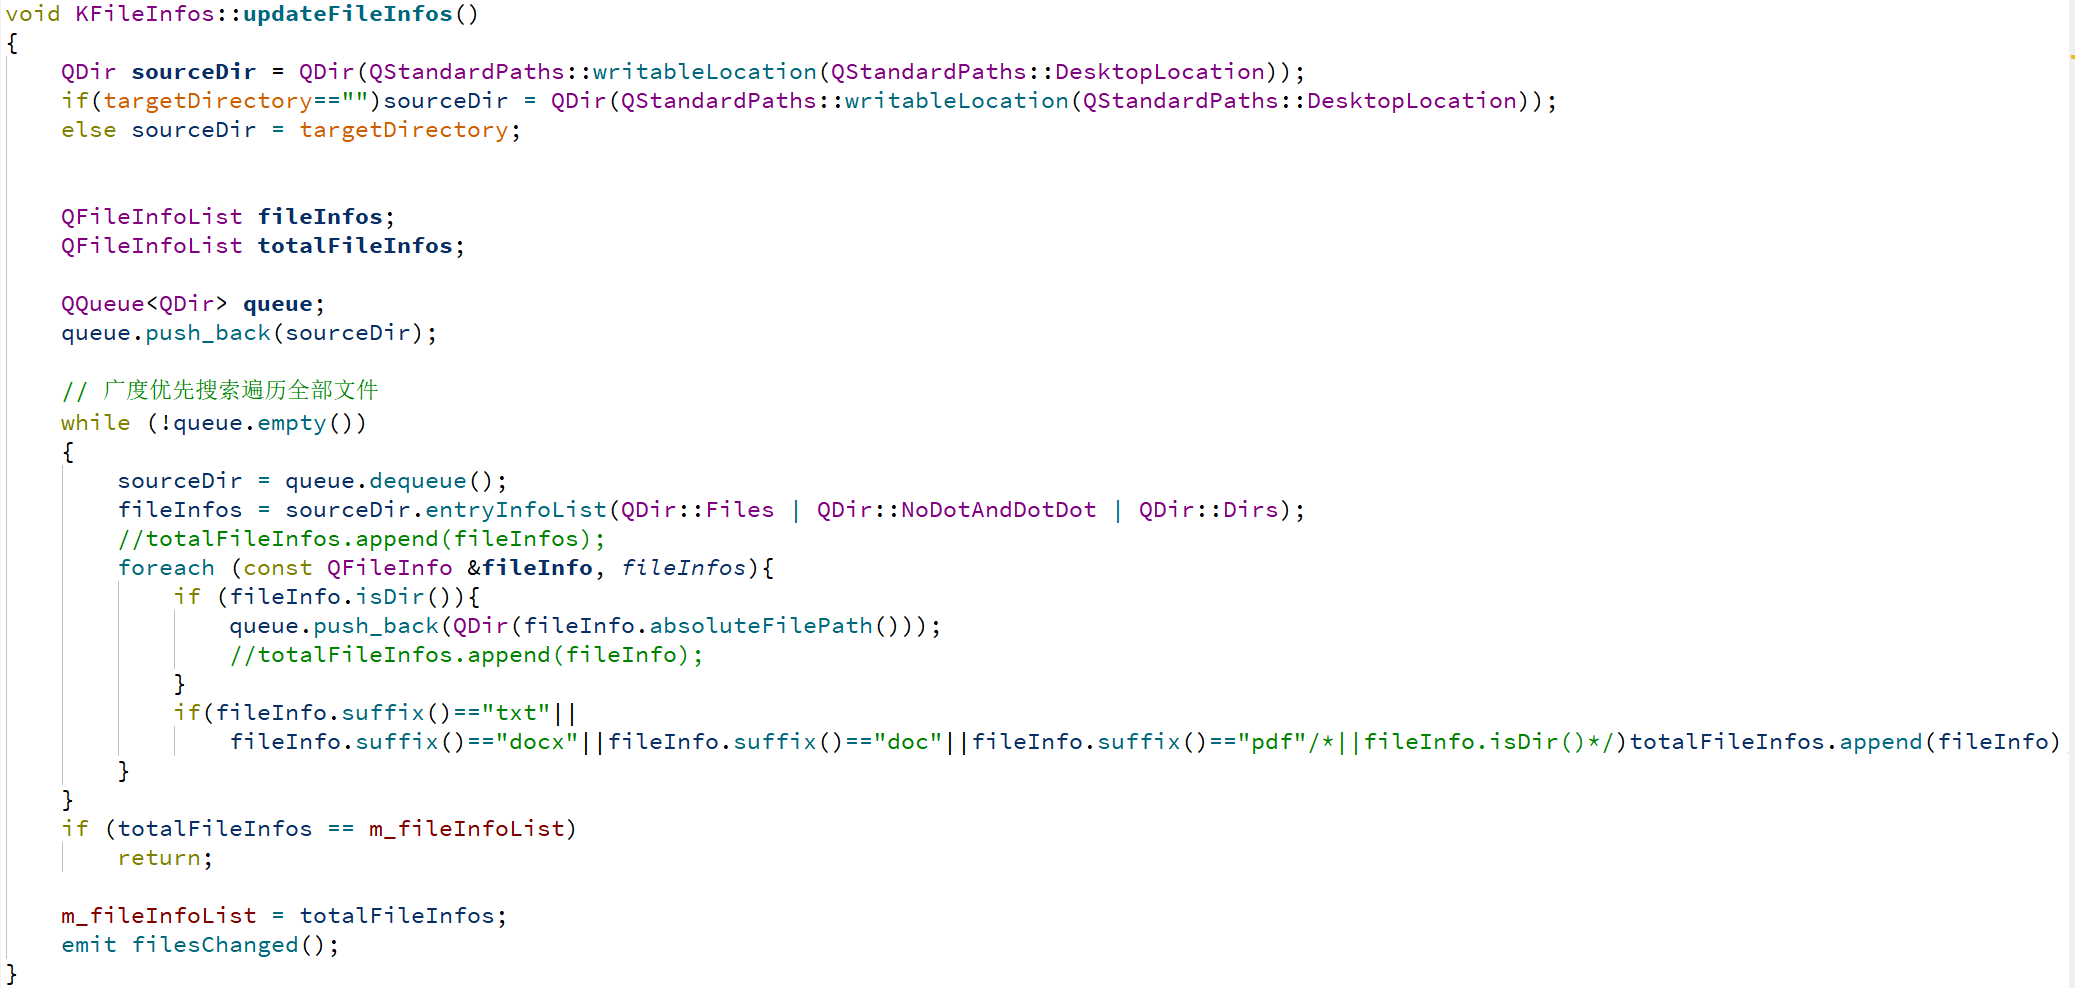 void KFileInfos::updateFileInfos()
{
    QDir sourceDir = QDir(QStandardPaths::writableLocation(QStandardPaths::DesktopLocation));
    if(targetDirectory=="")sourceDir = QDir(QStandardPaths::writableLocation(QStandardPaths::DesktopLocation));
    else sourceDir = targetDirectory;
    QFileInfoList fileInfos;
    QFileInfoList totalFileInfos;
    QQueue<QDir> queue;
    queue.push_back(sourceDir);
    // 广度优先搜索遍历全部文件
    while (!queue.empty())
    {
        sourceDir = queue.dequeue();
        fileInfos = sourceDir.entryInfoList(QDir::Files | QDir::NoDotAndDotDot | QDir::Dirs);
        //totalFileInfos.append(fileInfos);
        foreach (const QFileInfo &fileInfo, fileInfos){
            if (fileInfo.isDir()){
                queue.push_back(QDir(fileInfo.absoluteFilePath()));
                //totalFileInfos.append(fileInfo);
            }
            if(fileInfo.suffix()=="txt"||
                fileInfo.suffix()=="docx"||fileInfo.suffix()=="doc"||fileInfo.suffix()=="pdf"/*||fileInfo.isDir()*/)totalFileInfos.append(fileInfo)
        }
    }
    if (totalFileInfos == m_fileInfoList)
        return;
    m_fileInfoList = totalFileInfos;
    emit filesChanged();
}